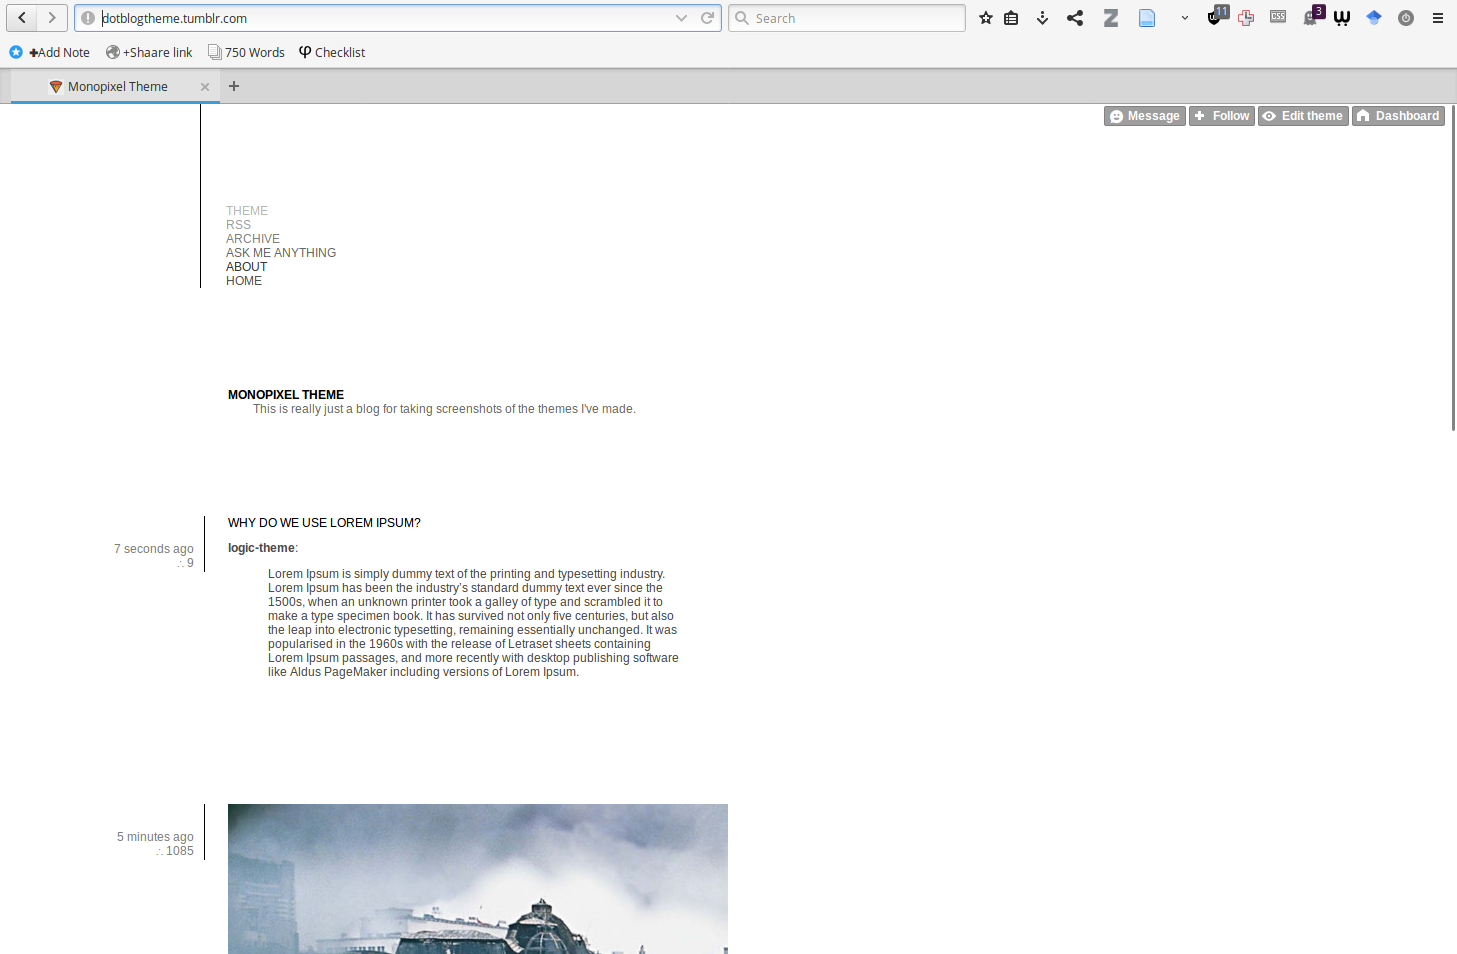 dotblogtheme.tumblr.com
Search
11
CSS
3
+Add Note
+Shaare link
750 Words
Checklist
Monopixel Theme
Message
Follow
Edit theme
Dashboard
THEME
RSS
ARCHIVE
ASK ME ANYTHING
ABOUT
HOME
MONOPIXEL THEME
This is really just a blog for taking screenshots of the themes I've made.
WHY DO WE USE LOREM IPSUM?
7 seconds ago
∴ 9
logic-theme:
Lorem Ipsum is simply dummy text of the printing and typesetting industry.
Lorem Ipsum has been the industry's standard dummy text ever since the
1500s, when an unknown printer took a galley of type and scrambled it to
make a type specimen book. It has survived not only five centuries, but also
the leap into electronic typesetting, remaining essentially unchanged. It was
popularised in the 1960s with the release of Letraset sheets containing
Lorem Ipsum passages, and more recently with desktop publishing software
like Aldus PageMaker including versions of Lorem Ipsum.
5 minutes ago
∴ 1085